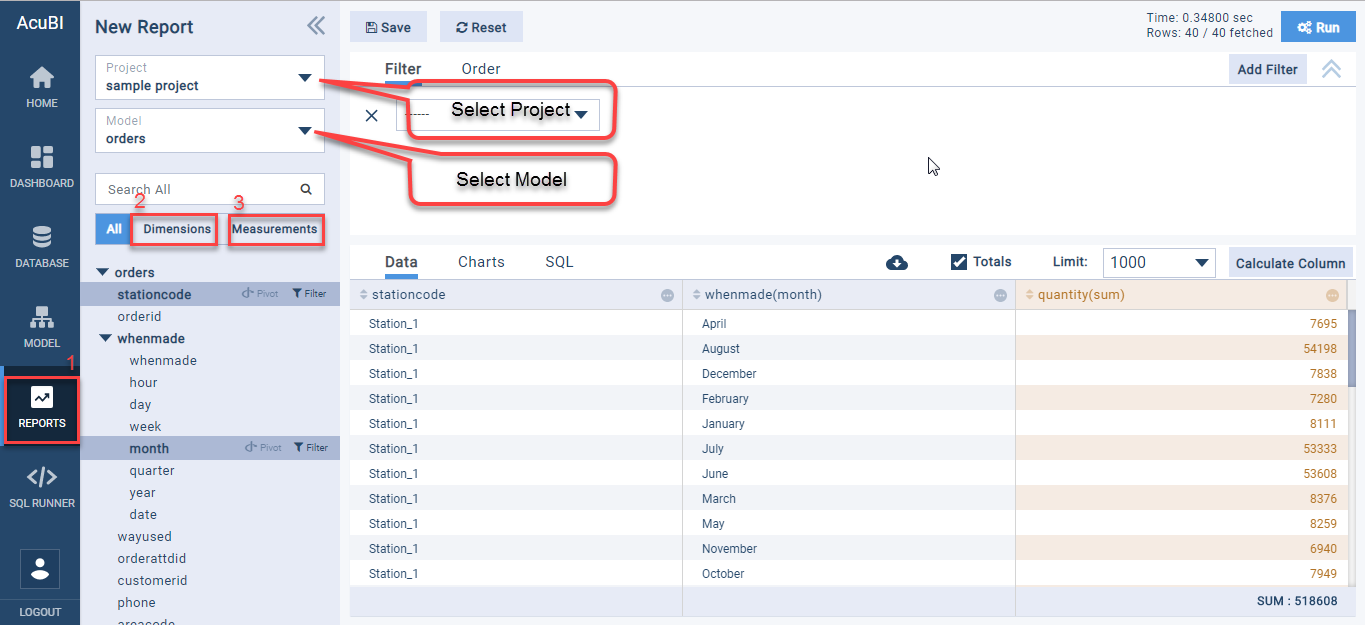 AcuBI
HOME
DASHBOARD
DATABASE
MODEL
1
REPORTS
SQL RUNNER
LOGOUT
New Report
Project
sample project
Model
orders
Search All
2
3
All
Dimensions
Measurements
orders
stationcode Pivot Filter
orderid
whenmade
whenmade
hour
day
week
month Pivot Filter
quarter
year
date
wayused
orderattdid
customerid
phone
areacode
Save
Reset
Time: 0.34800 sec
Rows: 40 / 40 fetched
Run
Filter
Order
Add Filter
------
Select Project
Select Model
Data
Charts
SQL
Totals
Limit:
1000
Calculate Column
stationcode whenmade(month) quantity(sum)
Station_1 April 7695
Station_1 August 54198
Station_1 December 7838
Station_1 February 7280
Station_1 January 8111
Station_1 July 53333
Station_1 June 53608
Station_1 March 8376
Station_1 May 8259
Station_1 November 6940
Station_1 October 7949
SUM : 518608